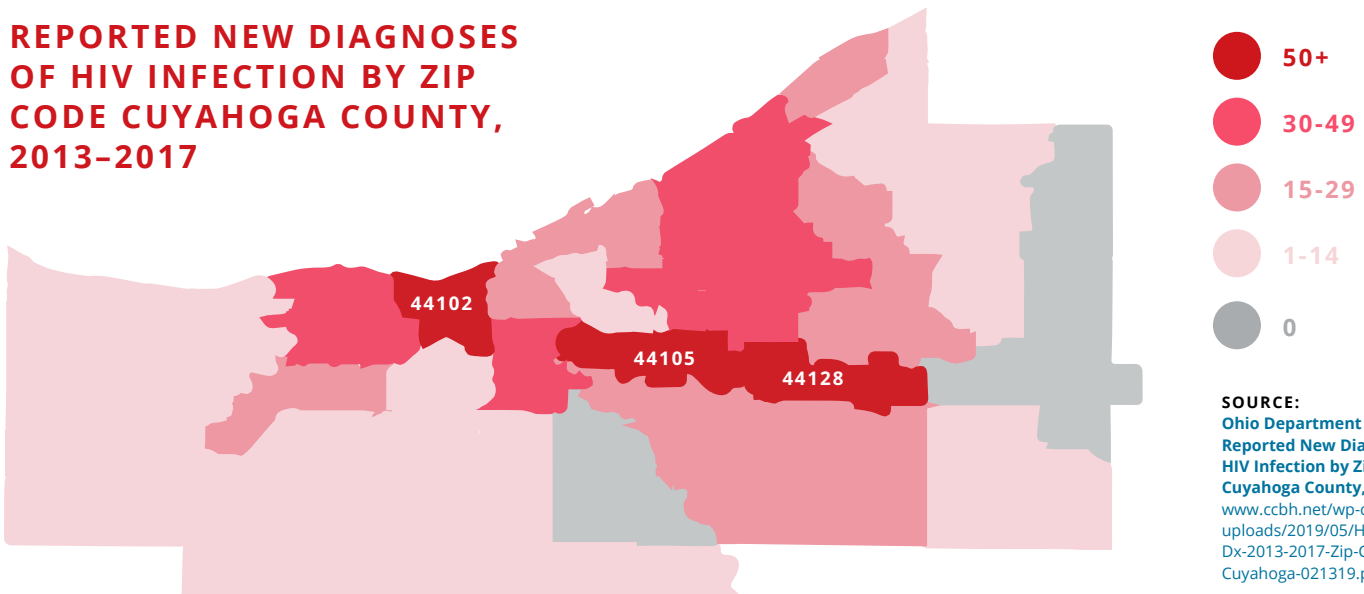 REPORTED NEW DIAGNOSES
OF HIV INFECTION BY ZIP
CODE CUYAHOGA COUNTY,
2013–2017
44102
44105
44128
50+
30-49
15-29
1-14
0
SOURCE:
Ohio Department
Reported New Dia
HIV Infection by Zi
Cuyahoga County,
www.ccbh.net/wp-c
uploads/2019/05/H
Dx-2013-2017-Zip-C
Cuyahoga-021319.p